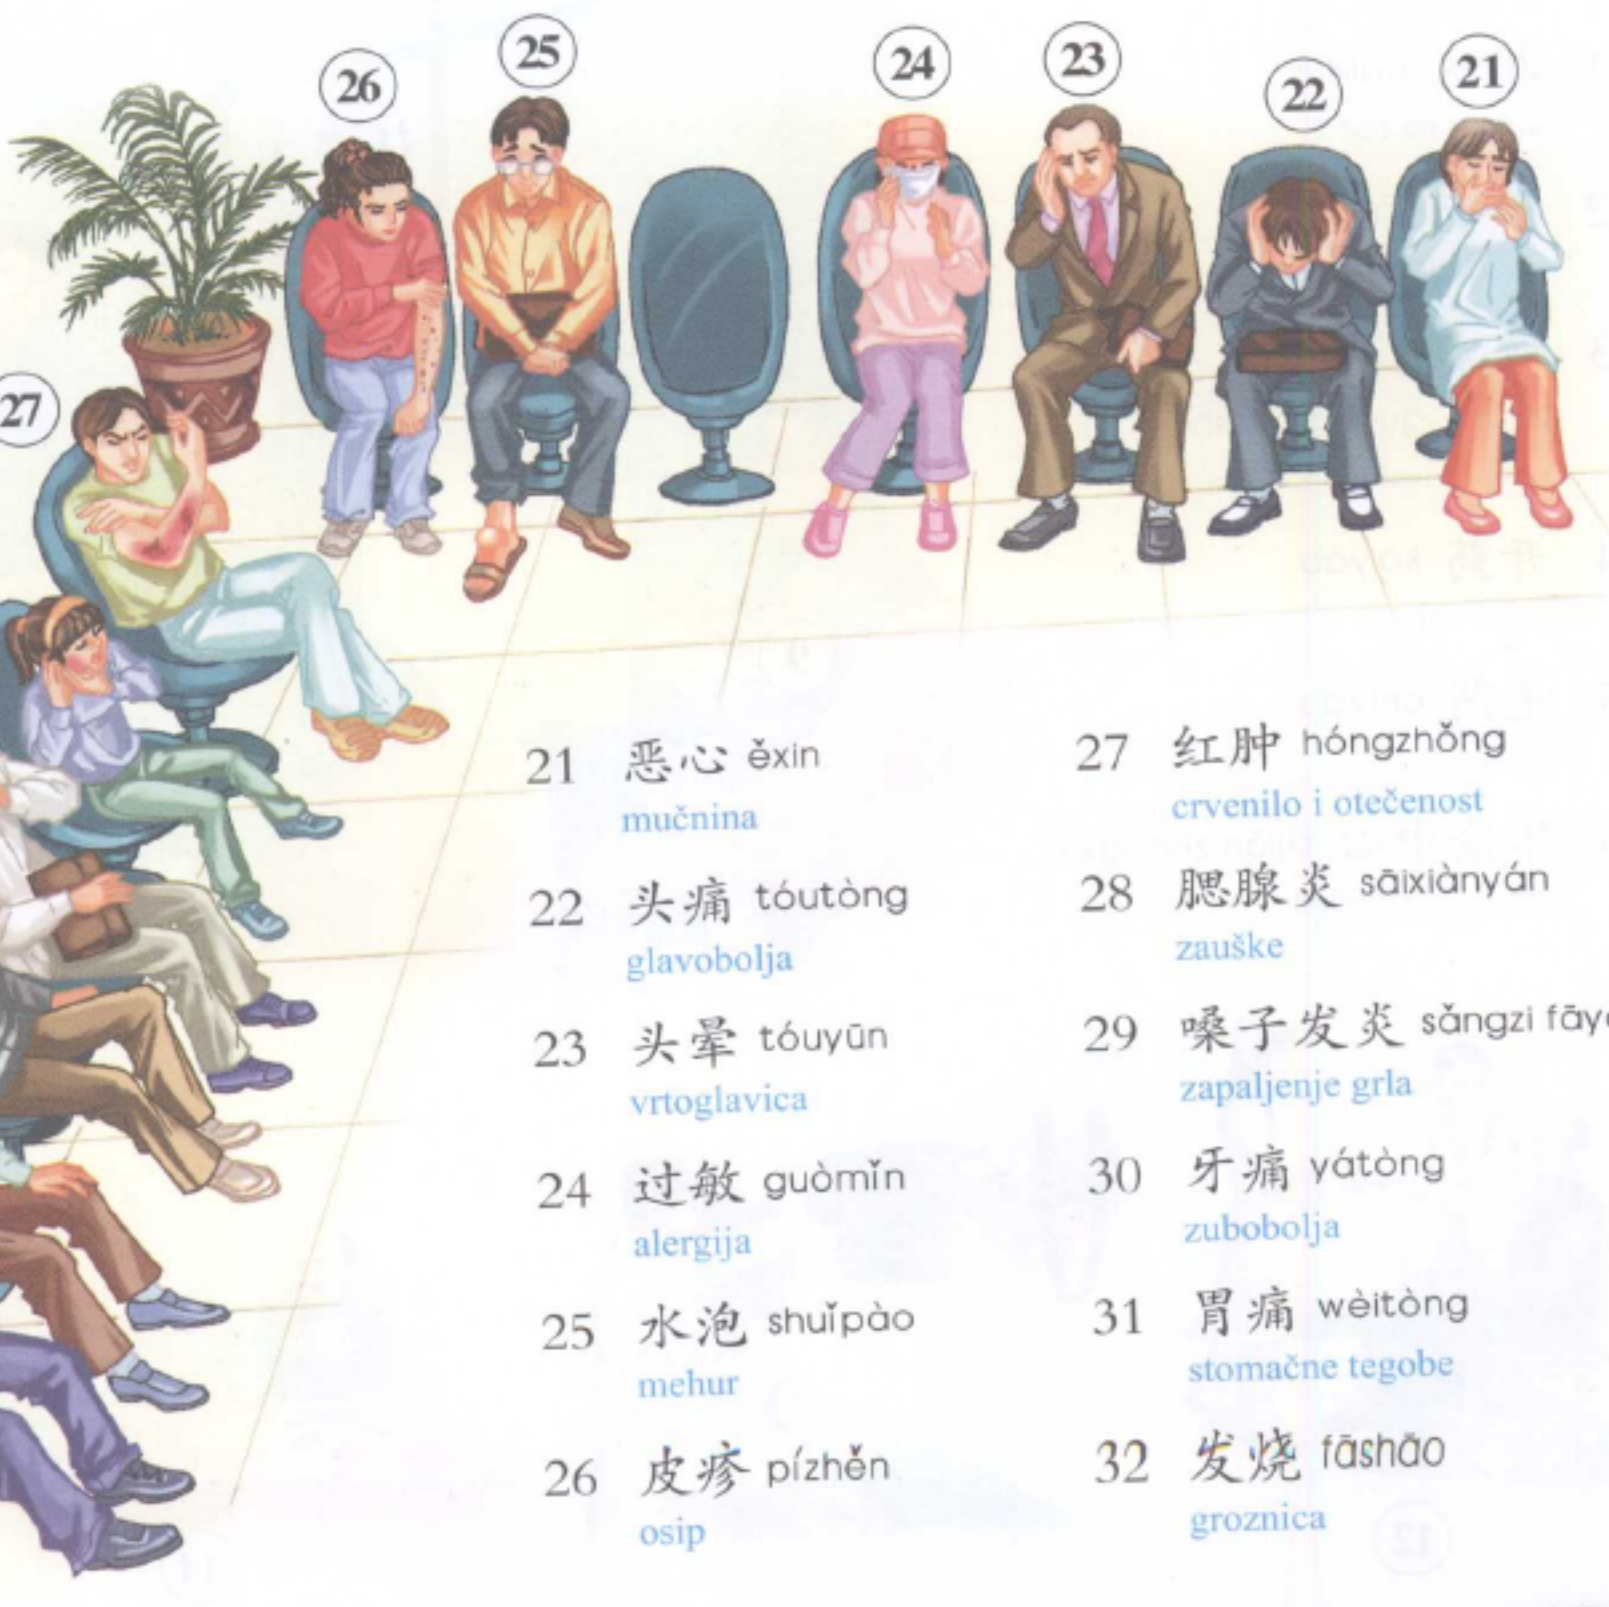 26
25
24
23
22
21
27
21 恶心 ěxin
mučnina
22 头痛 tóutòng
glavobolja
23 头晕 tóuyūn
vrtoglavica
24 过敏 guòmǐn
alergija
25 水泡 shuǐpào
mehur
26 皮疹 pízhěn
osip
27 红肿 hóngzhǒng
crvenilo i otečenost
28 腮腺炎 sāixiànyán
zauške
29 嗓子发炎 sǎngzi
zapaljenje grla
30 牙痛 yátòng
zubobolja
31 胃痛 wèitòng
stomačne tegobe
32 发烧 fāshāo
groznica